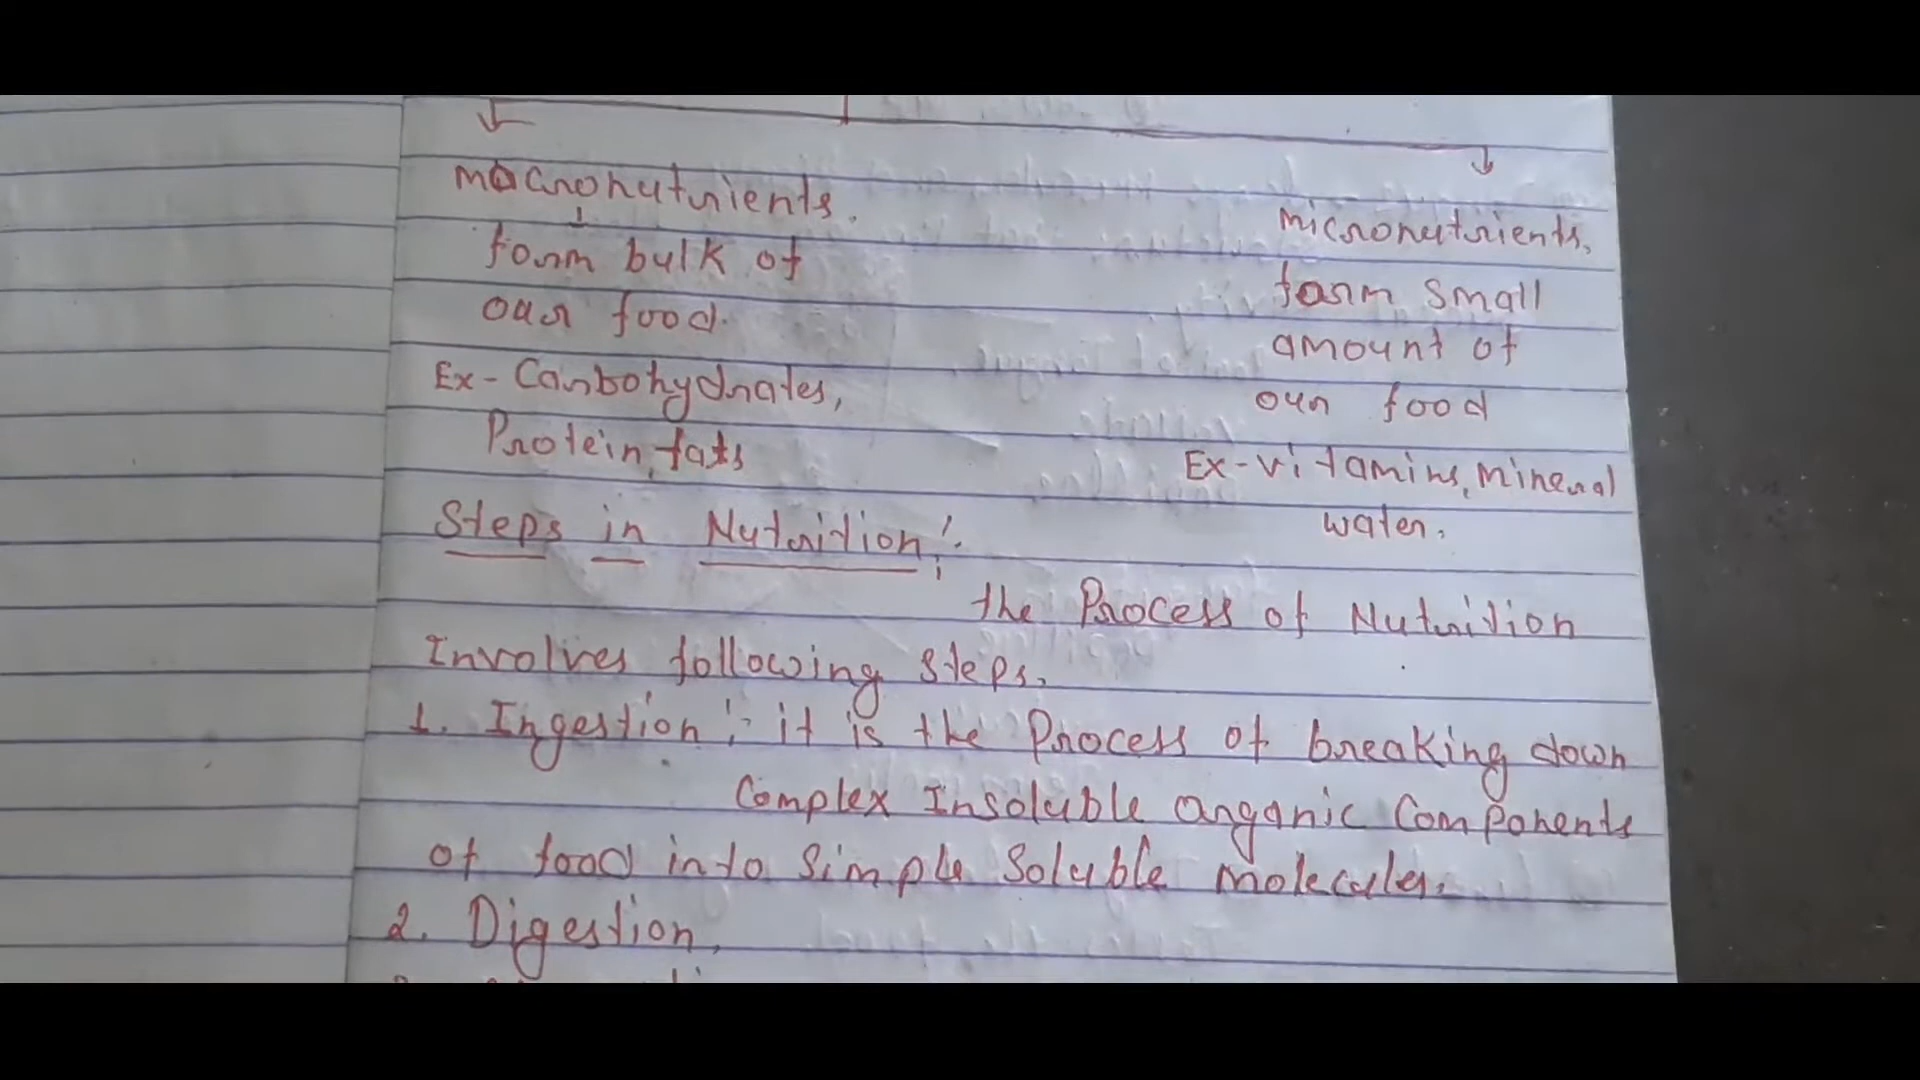 macronutrients.
form bulk of
our food.
Ex - Carbohydrates,
Protein, fats
micronutrients,
form small
amount of
our food
Ex - vitamins, mineral
water.
Steps in Nutrition:
the Process of Nutrition
Involves following steps.
1. Ingestion: it is the Process of breaking down
Complex Insoluble organic Components
of food into simple soluble molecules.
2. Digestion,